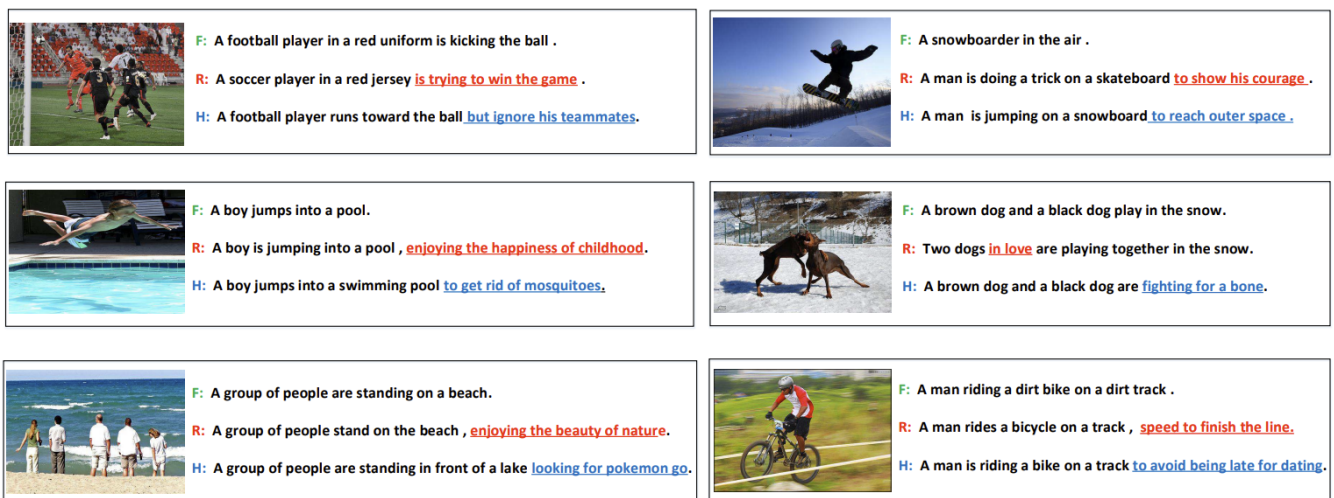 F: A football player in a red uniform is kicking the ball .
R: A soccer player in a red jersey is trying to win the game .
H: A football player runs toward the ball but ignore his teammates.
F: A snowboarder in the air .
R: A man is doing a trick on a skateboard to show his courage .
H: A man is jumping on a snowboard to reach outer space .
F: A boy jumps into a pool.
R: A boy is jumping into a pool , enjoying the happiness of childhood.
H: A boy jumps into a swimming pool to get rid of mosquitoes.
F: A brown dog and a black dog play in the snow.
R: Two dogs in love are playing together in the snow.
H: A brown dog and a black dog are fighting for a bone.
F: A group of people are standing on a beach.
R: A group of people stand on the beach , enjoying the beauty of nature.
H: A group of people are standing in front of a lake looking for pokemon go.
F: A man riding a dirt bike on a dirt track .
R: A man rides a bicycle on a track , speed to finish the line.
H: A man is riding a bike on a track to avoid being late for dating.